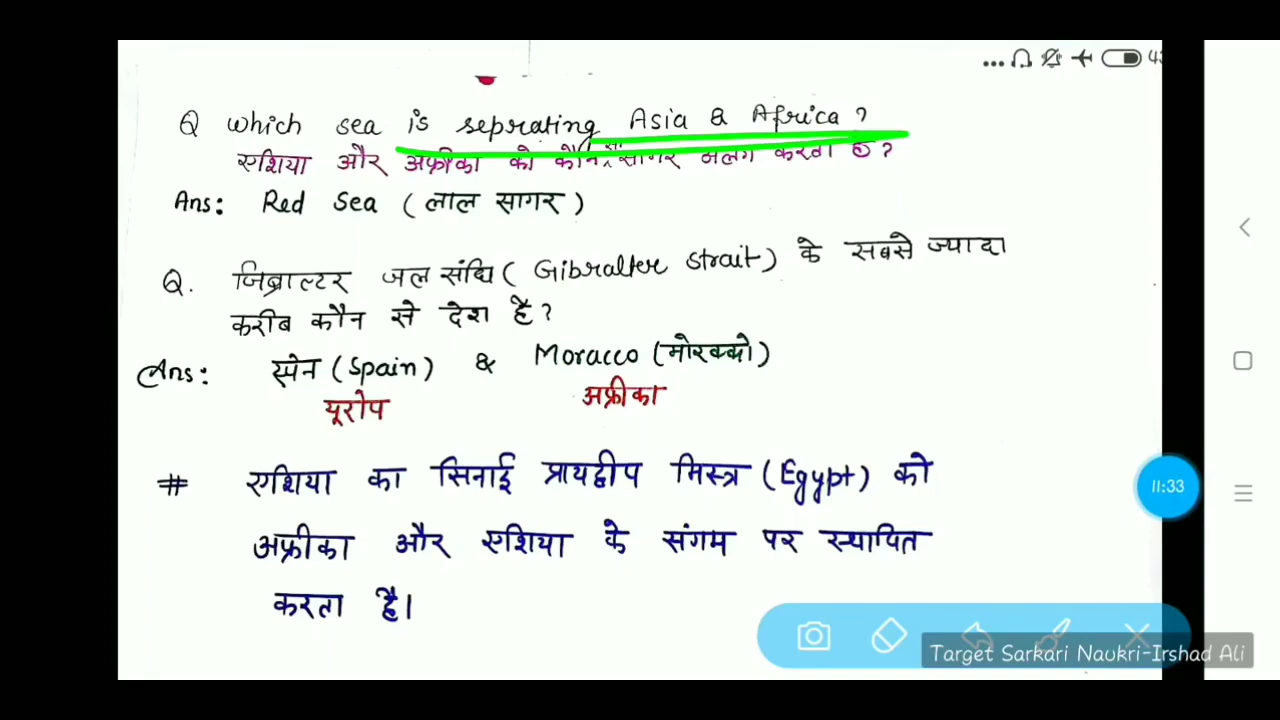 43
Q Which sea is seprating Asia & Africa ?
एशिया और अफ्रीका को कौन सा सागर अलग करता है ?
Ans: Red Sea ( लाल सागर )
Q. जिब्राल्टर जल संधि ( Gibralter strait ) के सबसे ज्यादा
करीब कौन से देश है ?
Ans: स्पेन ( Spain ) & Moracco ( मोरक्को )
यूरोप अफ्रीका
# एशिया का सिनाई प्रायद्वीप मिस्त्र ( Egypt ) को
अफ्रीका और एशिया के संगम पर स्थापित
करता है।
11:33
Target Sarkari Naukri-Irshad Ali